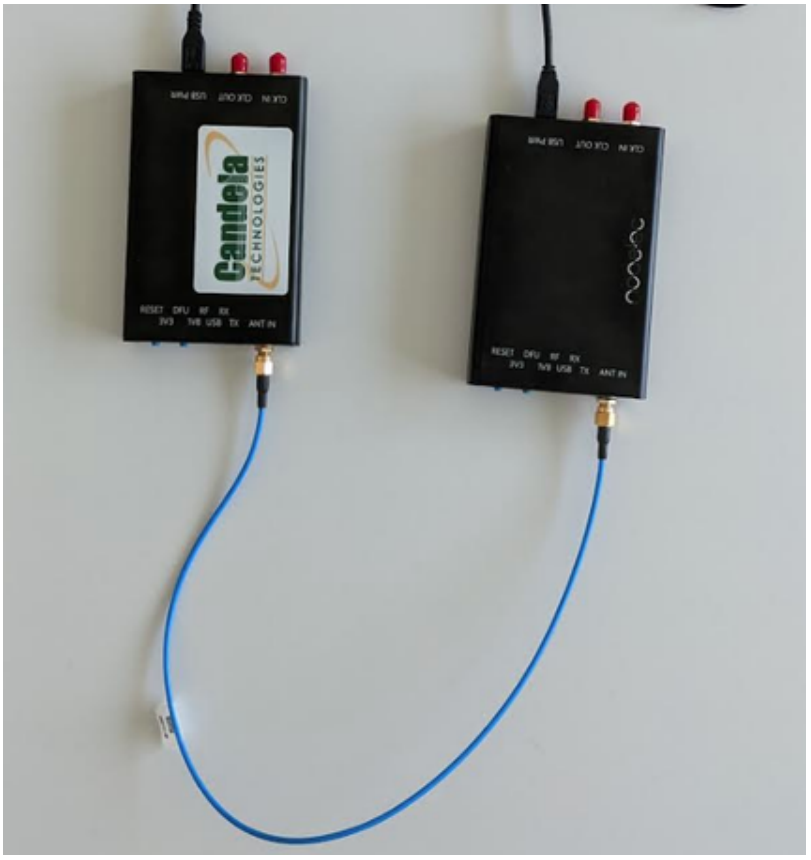 USB PWR CLK OUT CLK IN
Candela
TECHNOLOGIES
RESET DFU RF RX
3V3 1V8 USB TX ANT IN
USB PWR CLK OUT CLK IN
nooelec
RESET DFU RF RX
3V3 1V8 USB TX ANT IN